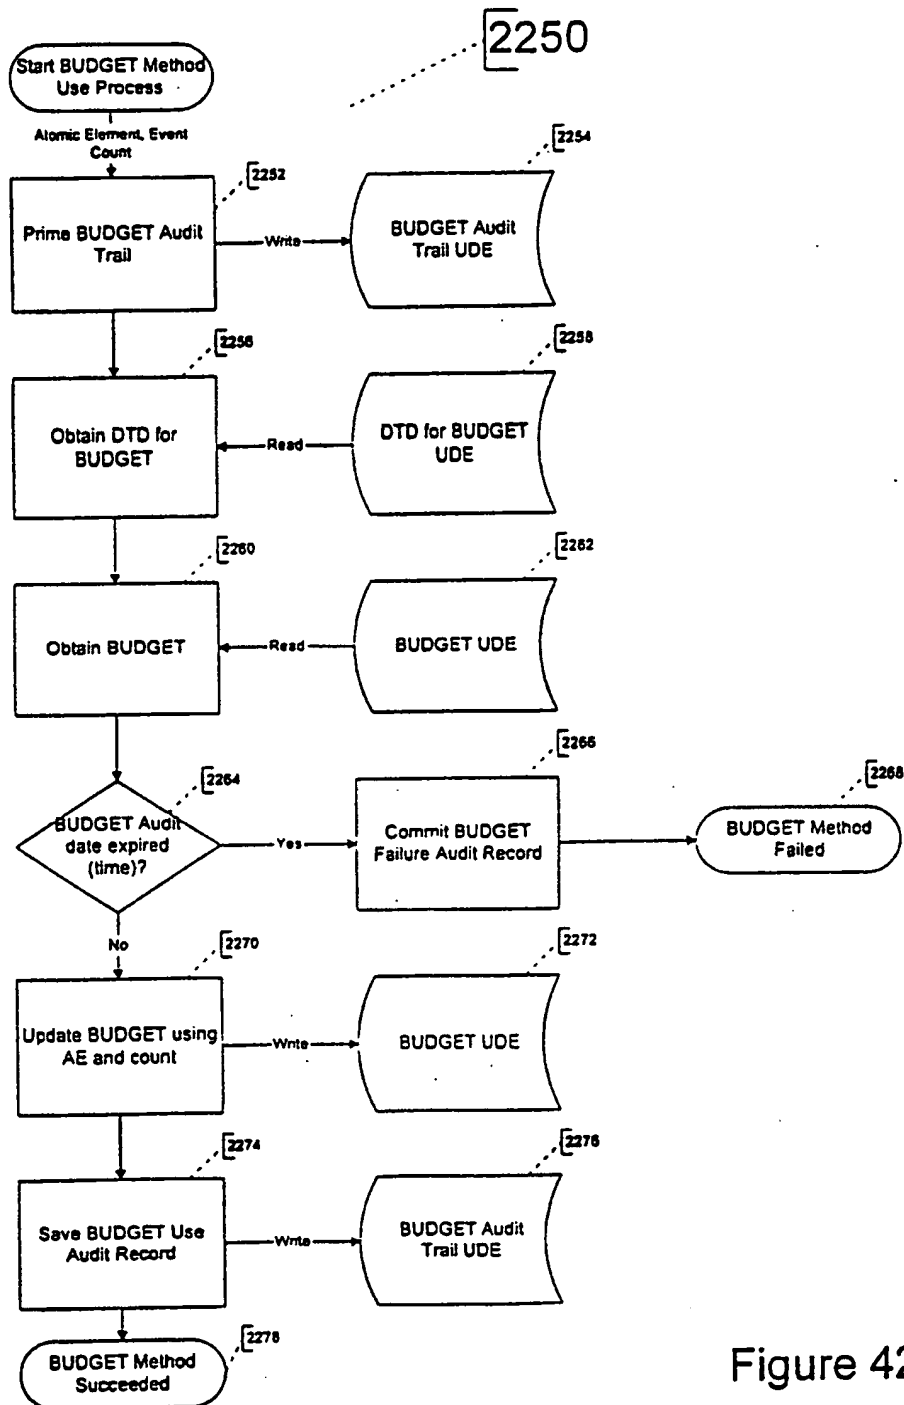 2250
Start BUDGET Method
Use Process
Atomic Element, Event
Count
2252
2254
Prime BUDGET Audit
Trail
Write
BUDGET Audit
Trail UDE
2256
2258
Obtain DTD for
BUDGET
Read
DTD for BUDGET
UDE
2260
2262
Obtain BUDGET
Read
BUDGET UDE
2264
2266
2268
BUDGET Audit
date expired
(time)?
Yes
Commit BUDGET
Failure Audit Record
BUDGET Method
Failed
No
2270
2272
Update BUDGET using
AE and count
Write
BUDGET UDE
2274
2276
Save BUDGET Use
Audit Record
Write
BUDGET Audit
Trail UDE
2278
BUDGET Method
Succeeded
Figure 42